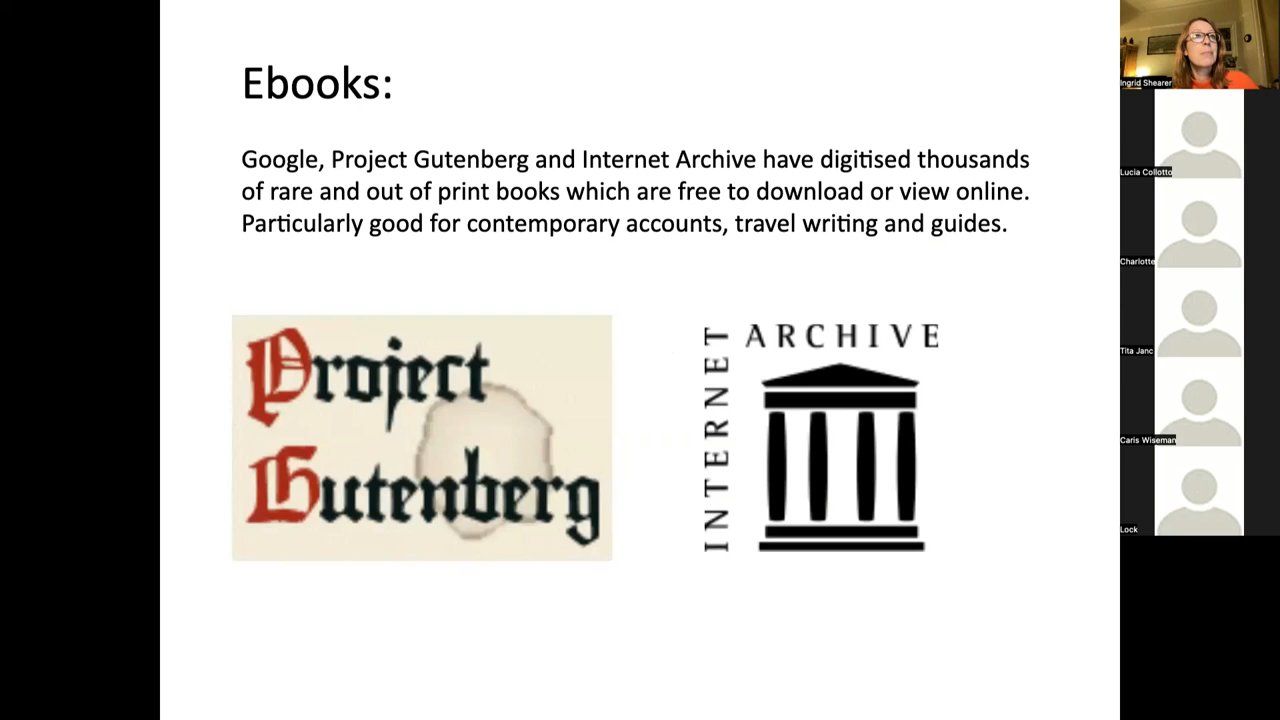 Ebooks:
Google, Project Gutenberg and Internet Archive have digitised thousands
of rare and out of print books which are free to download or view online.
Particularly good for contemporary accounts, travel writing and guides.
Project
Gutenberg
INTERNET
ARCHIVE
Ingrid Shearer
Lucia Collotto
Charlotte
Tita Janc
Caris Wiseman
Lock